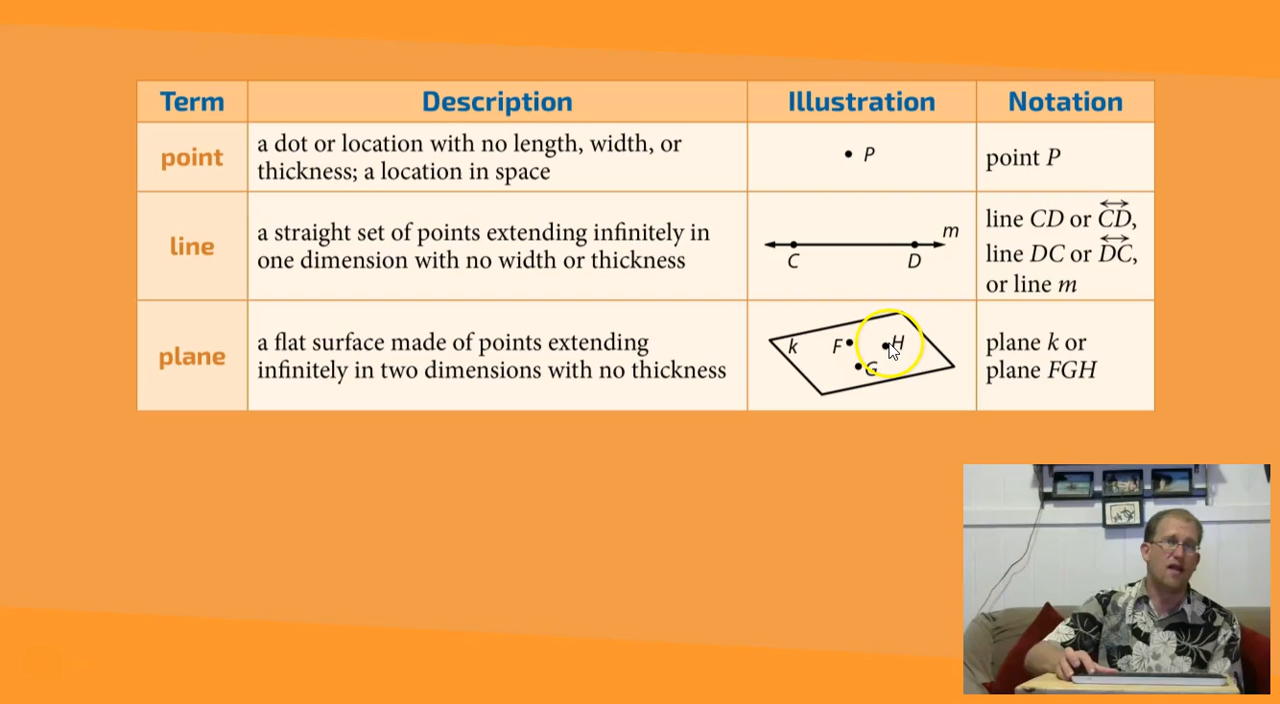 Term Description Illustration Notation
point
a dot or location with no length, width, or
thickness; a location in space
P
point P
line
a straight set of points extending infinitely in
one dimension with no width or thickness
m
C D
line CD or CD,
line DC or DC,
or line m
plane
a flat surface made of points extending
infinitely in two dimensions with no thickness
k F H
G
plane k or
plane FGH